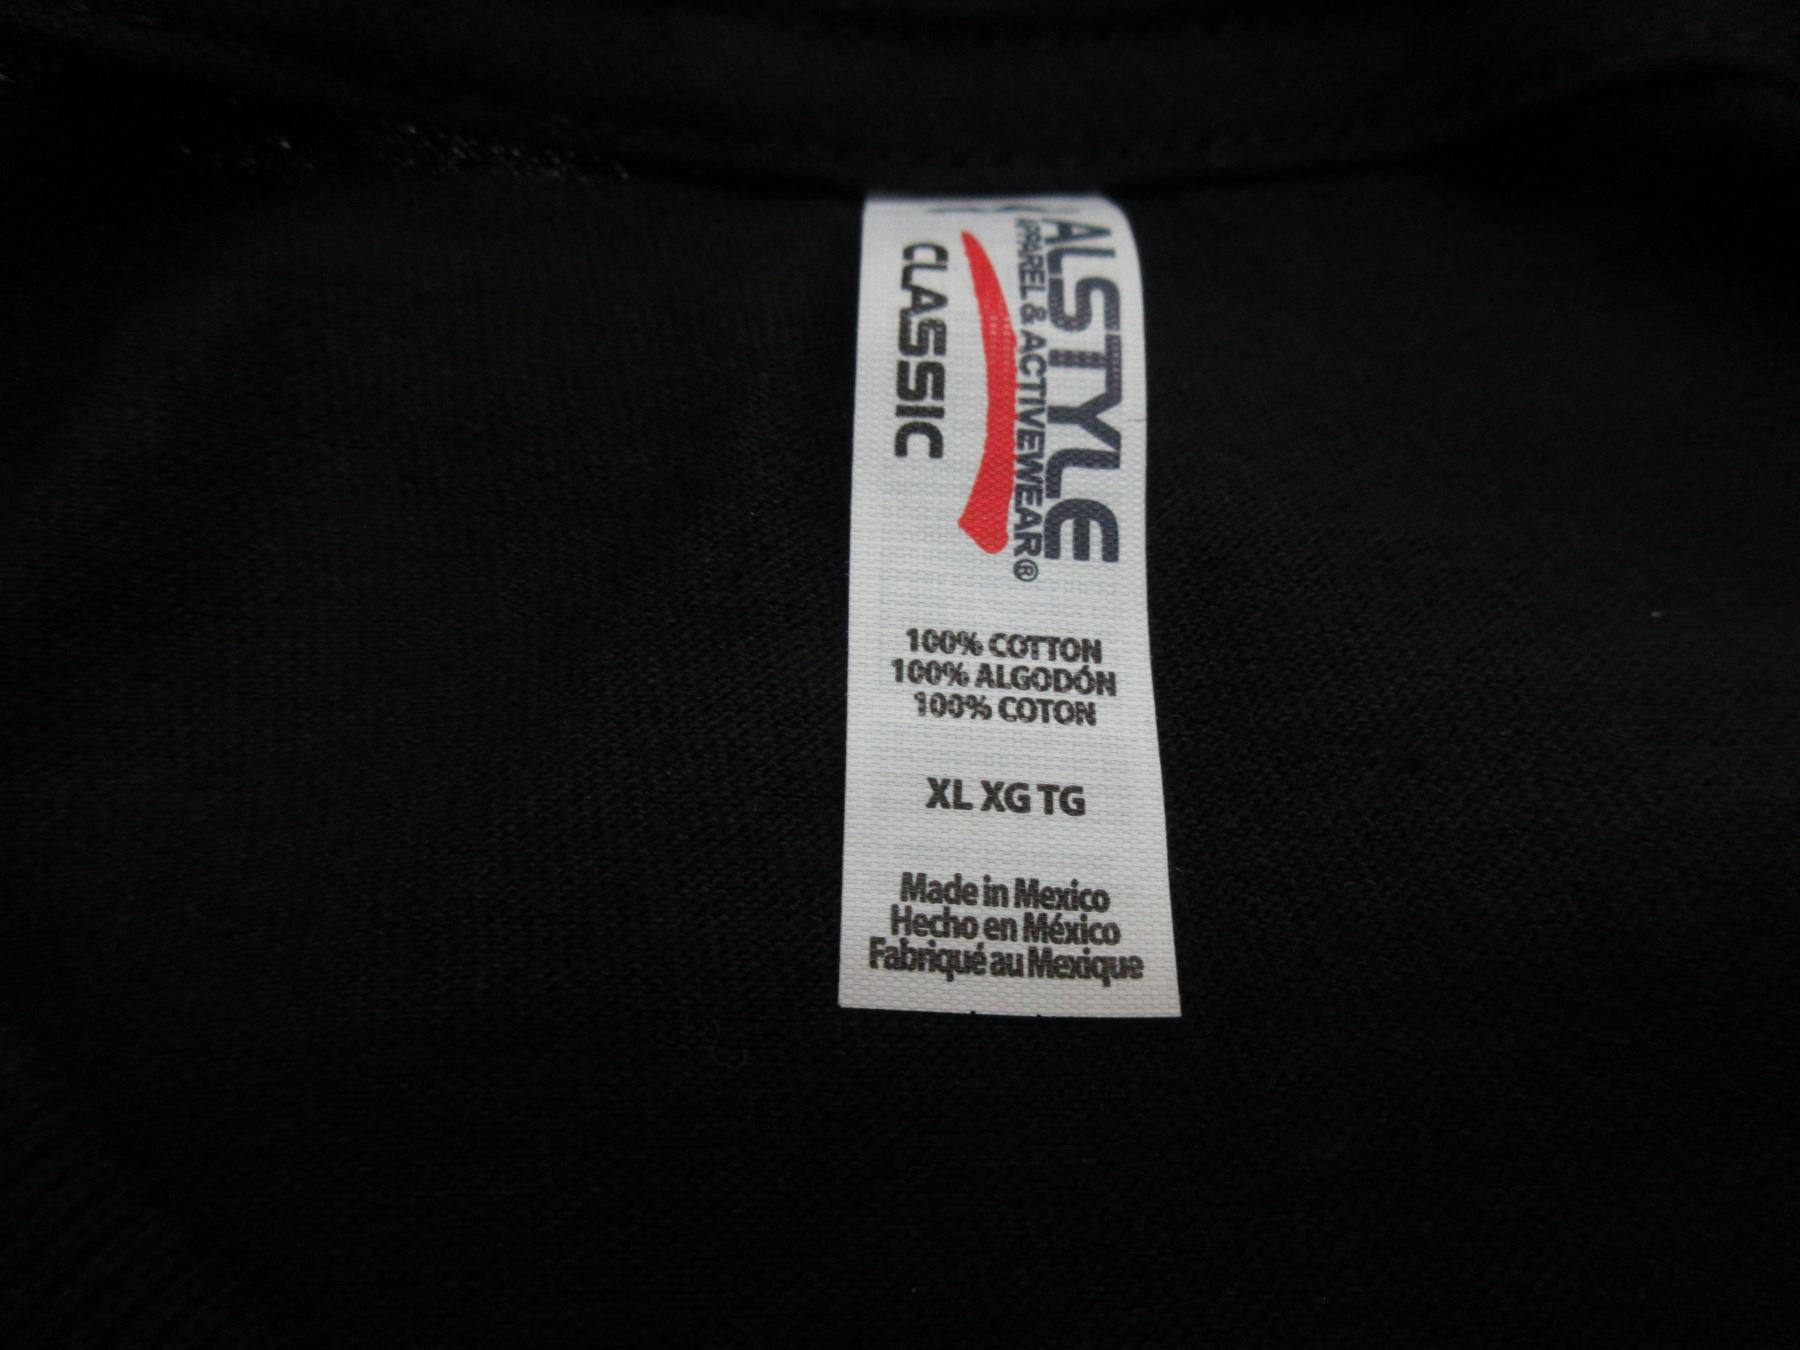 ALSTYLE
APPAREL & ACTIVEWEAR®
CLASSIC
100% COTTON
100% ALGODÓN
100% COTON
XL XG TG
Made in Mexico
Hecho en México
Fabriqué au Mexique